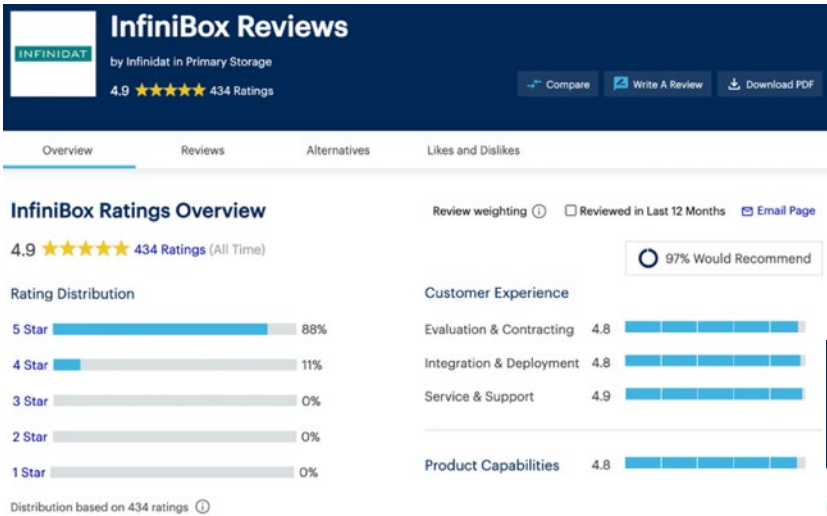 InfiniBox Reviews
INFINIDAT
by Infinidat in Primary Storage
4.9 434 Ratings
Compare
Write A Review
Download PDF
Overview
Reviews
Alternatives
Likes and Dislikes
InfiniBox Ratings Overview
Review weighting
Reviewed in Last 12 Months
Email Page
4.9 434 Ratings (All Time)
97% Would Recommend
Rating Distribution
5 Star 88%
4 Star 11%
3 Star 0%
2 Star 0%
1 Star 0%
Distribution based on 434 ratings
Customer Experience
Evaluation & Contracting 4.8
Integration & Deployment 4.8
Service & Support 4.9
Product Capabilities 4.8